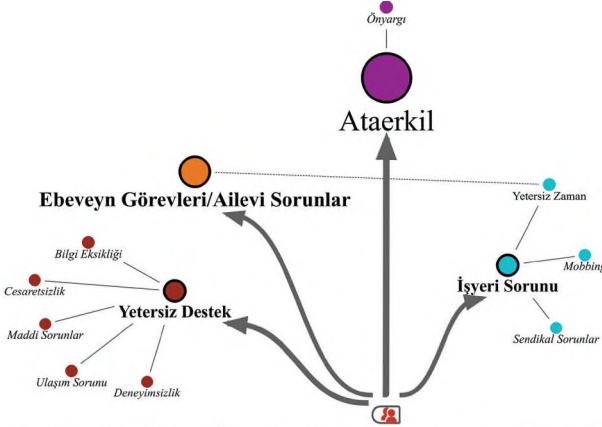 Önyargı
Ataerkil
Ebeveyn Görevleri/Ailevi Sorunlar
Yetersiz Zaman
Bilgi Eksikliği
Mobbing
Cesaretsizlik
İşyeri Sorunu
Yetersiz Destek
Maddi Sorunlar
Sendikal Sorunlar
Ulaşım Sorunu
Deneyimsizlik